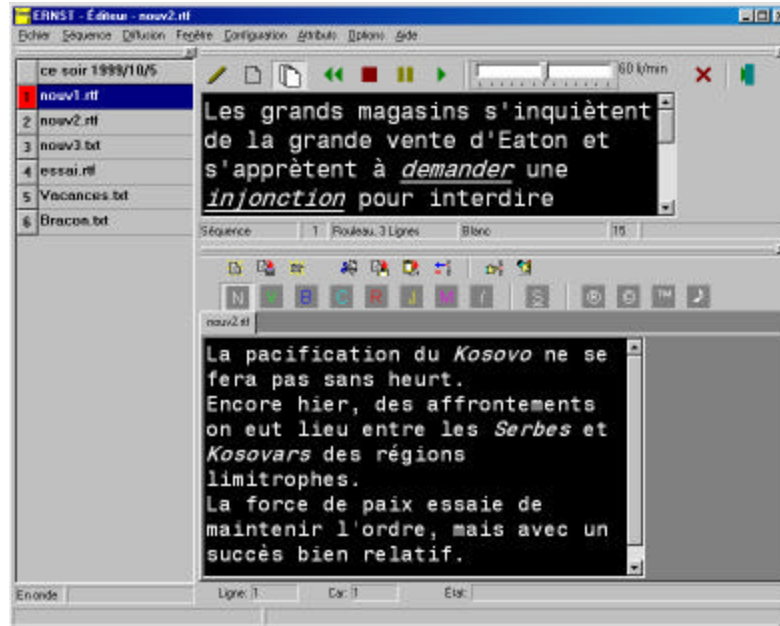 ERNST - Éditeur - nouv2.rtf
Fichier Séquence Diffusion Fenêtre Configuration Attributs Options Aide
ce soir 1999/10/5
1 nouv1.rtf
2 nouv2.rtf
3 nouv3.txt
4 essai.rtf
5 Vacances.txt
6 Bracon.txt
60 k/min
Les grands magasins s'inquiètent
de la grande vente d'Eaton et
s'apprètent à demander une
injonction pour interdire
Séquence 1 Rouleau. 3 Lignes Blanc 15
N V B C R J M I S ® © ™ ♪
nouv2.rtf
La pacification du Kosovo ne se
fera pas sans heurt.
Encore hier, des affrontements
on eut lieu entre les Serbes et
Kosovars des régions
limitrophes.
La force de paix essaie de
maintenir l'ordre, mais avec un
succès bien relatif.
En onde Ligne: 1 Car: 1 État: